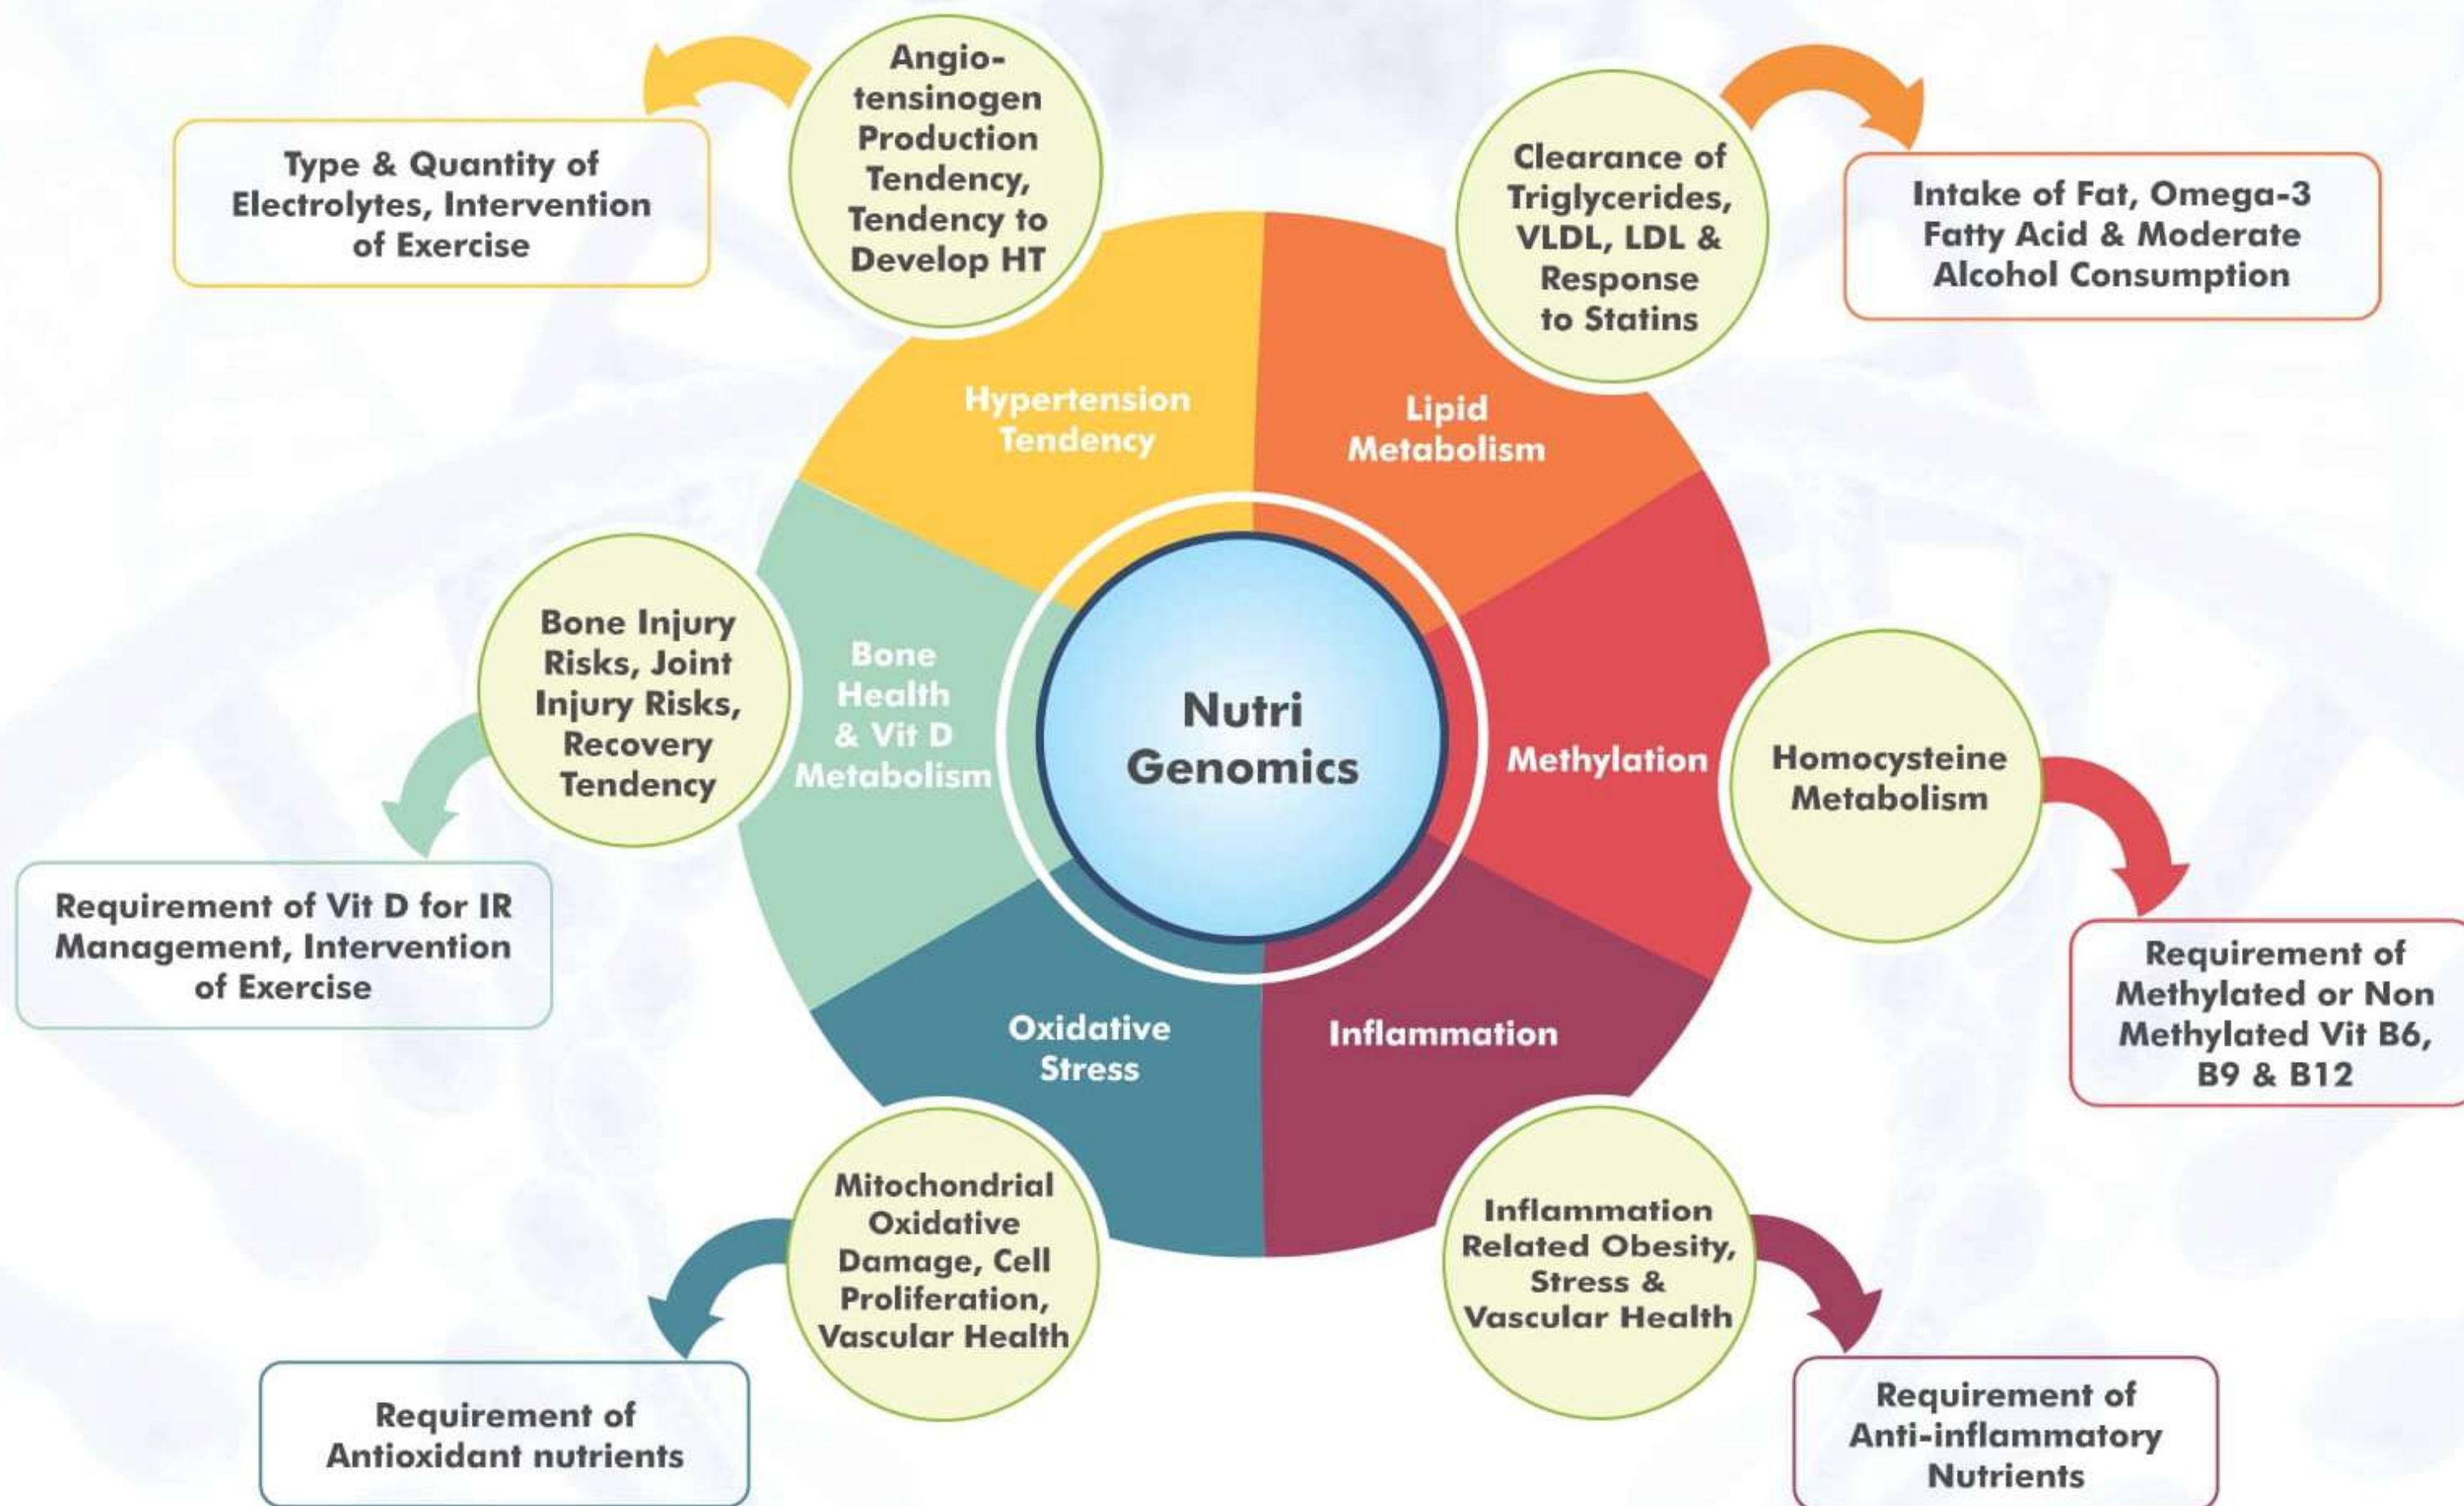 Nutri
Genomics
Hypertension
Tendency
Angio-
tensinogen
Production
Tendency,
Tendency to
Develop HT
Type & Quantity of
Electrolytes, Intervention
of Exercise
Lipid
Metabolism
Clearance of
Triglycerides,
VLDL, LDL &
Response
to Statins
Intake of Fat, Omega-3
Fatty Acid & Moderate
Alcohol Consumption
Methylation
Homocysteine
Metabolism
Requirement of
Methylated or Non
Methylated Vit B6,
B9 & B12
Inflammation
Inflammation
Related Obesity,
Stress &
Vascular Health
Requirement of
Anti-inflammatory
Nutrients
Oxidative
Stress
Mitochondrial
Oxidative
Damage, Cell
Proliferation,
Vascular Health
Requirement of
Antioxidant nutrients
Bone
Health
& Vit D
Metabolism
Bone Injury
Risks, Joint
Injury Risks,
Recovery
Tendency
Requirement of Vit D for IR
Management, Intervention
of Exercise